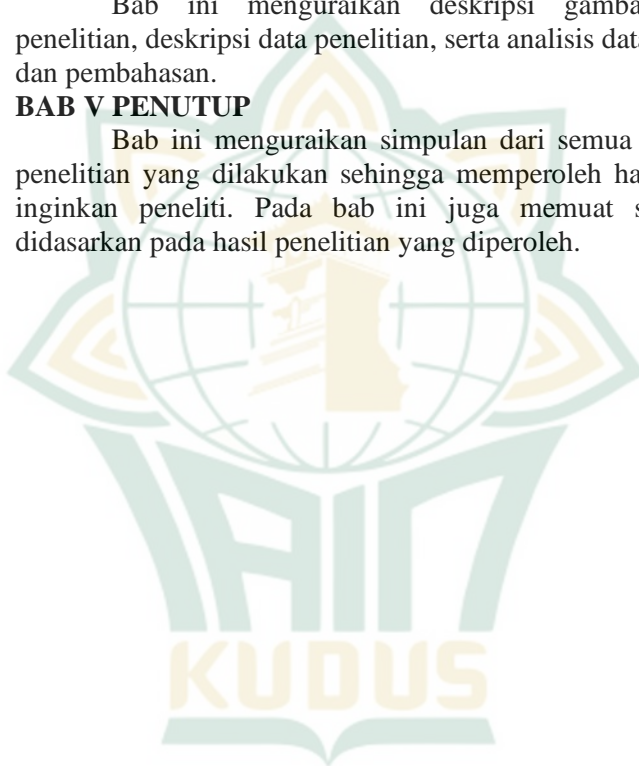 Bab ini menguraikan deskripsi gamba
penelitian, deskripsi data penelitian, serta analisis data
dan pembahasan.
BAB V PENUTUP
Bab ini menguraikan simpulan dari semua
penelitian yang dilakukan sehingga memperoleh ha
inginkan peneliti. Pada bab ini juga memuat s
didasarkan pada hasil penelitian yang diperoleh.
IAIN
KUDUS